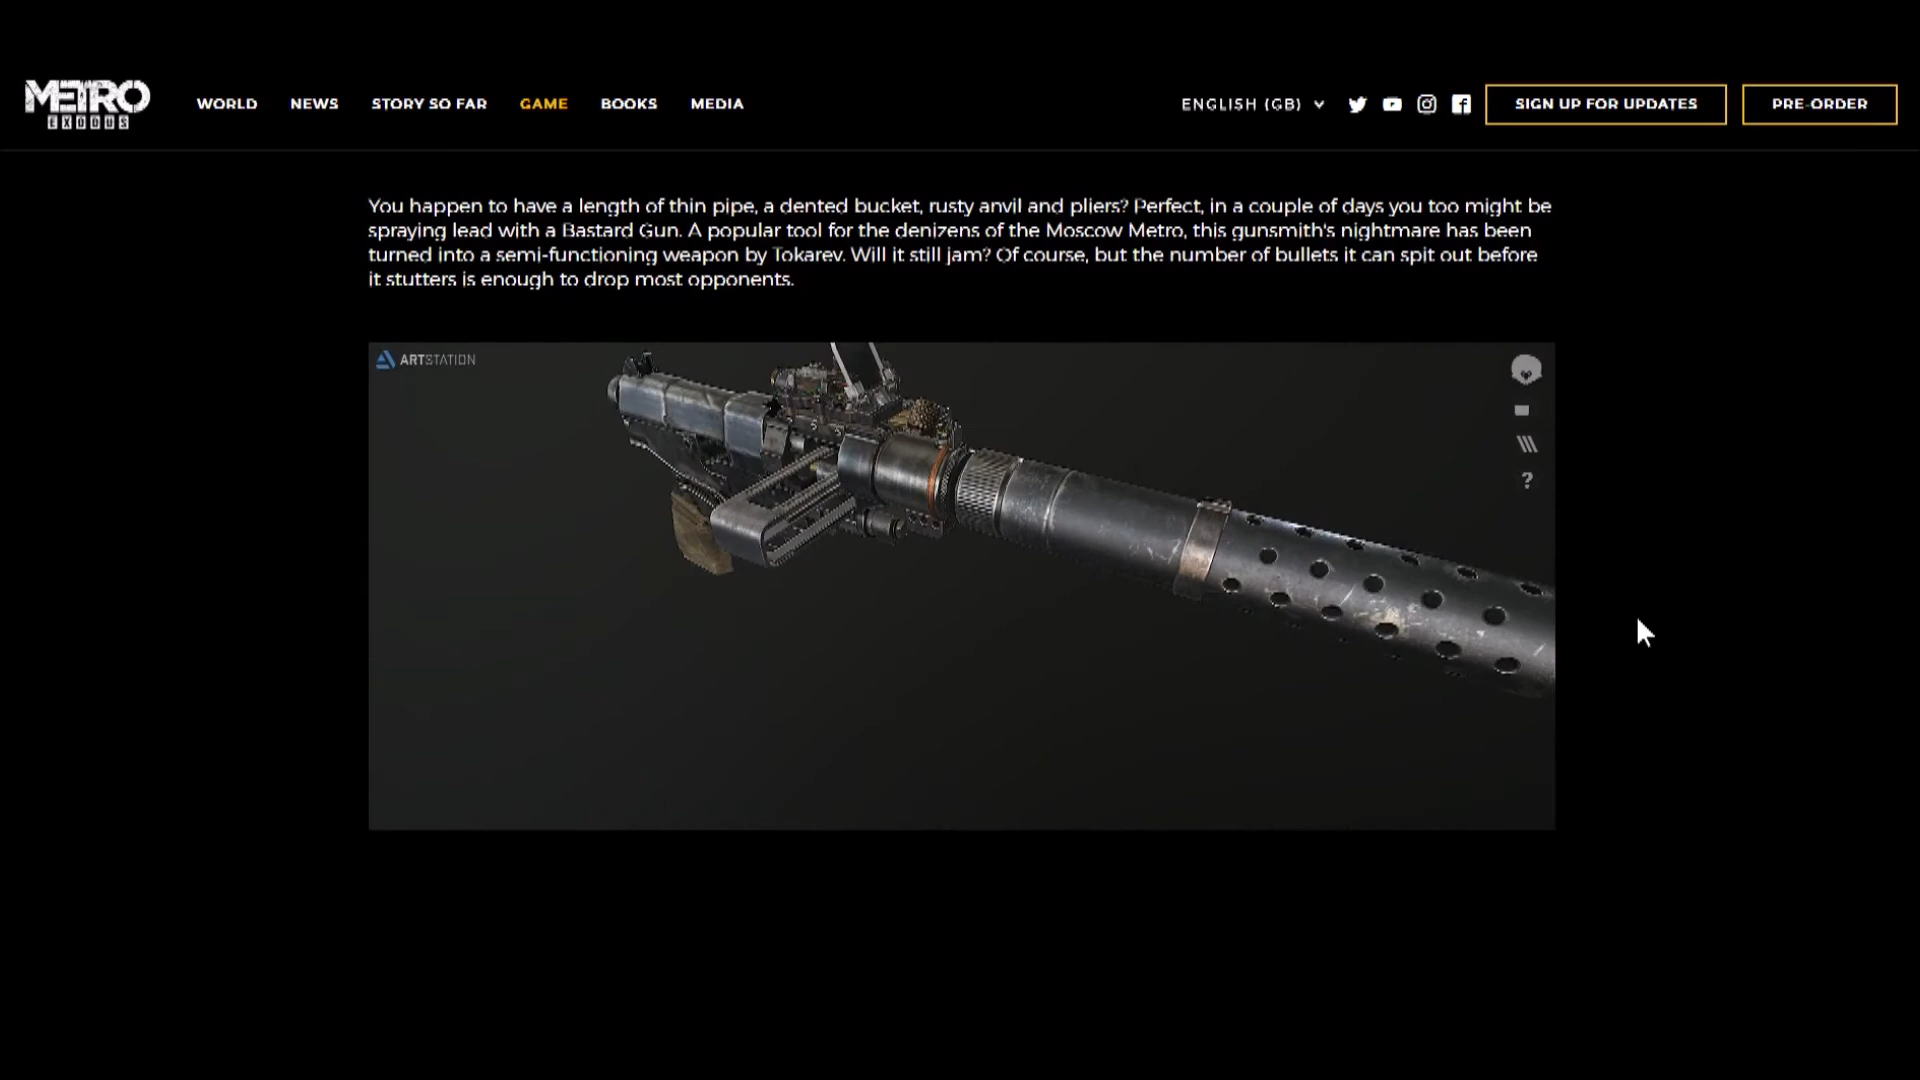 METRO
EXODUS
WORLD NEWS STORY SO FAR GAME BOOKS MEDIA
ENGLISH (GB)
SIGN UP FOR UPDATES
PRE-ORDER
You happen to have a length of thin pipe, a dented bucket, rusty anvil and pliers? Perfect, in a couple of days you too might be
spraying lead with a Bastard Gun. A popular tool for the denizens of the Moscow Metro, this gunsmith's nightmare has been
turned into a semi-functioning weapon by Tokarev. Will it still jam? Of course, but the number of bullets it can spit out before
it stutters is enough to drop most opponents.
ARTSTATION
?